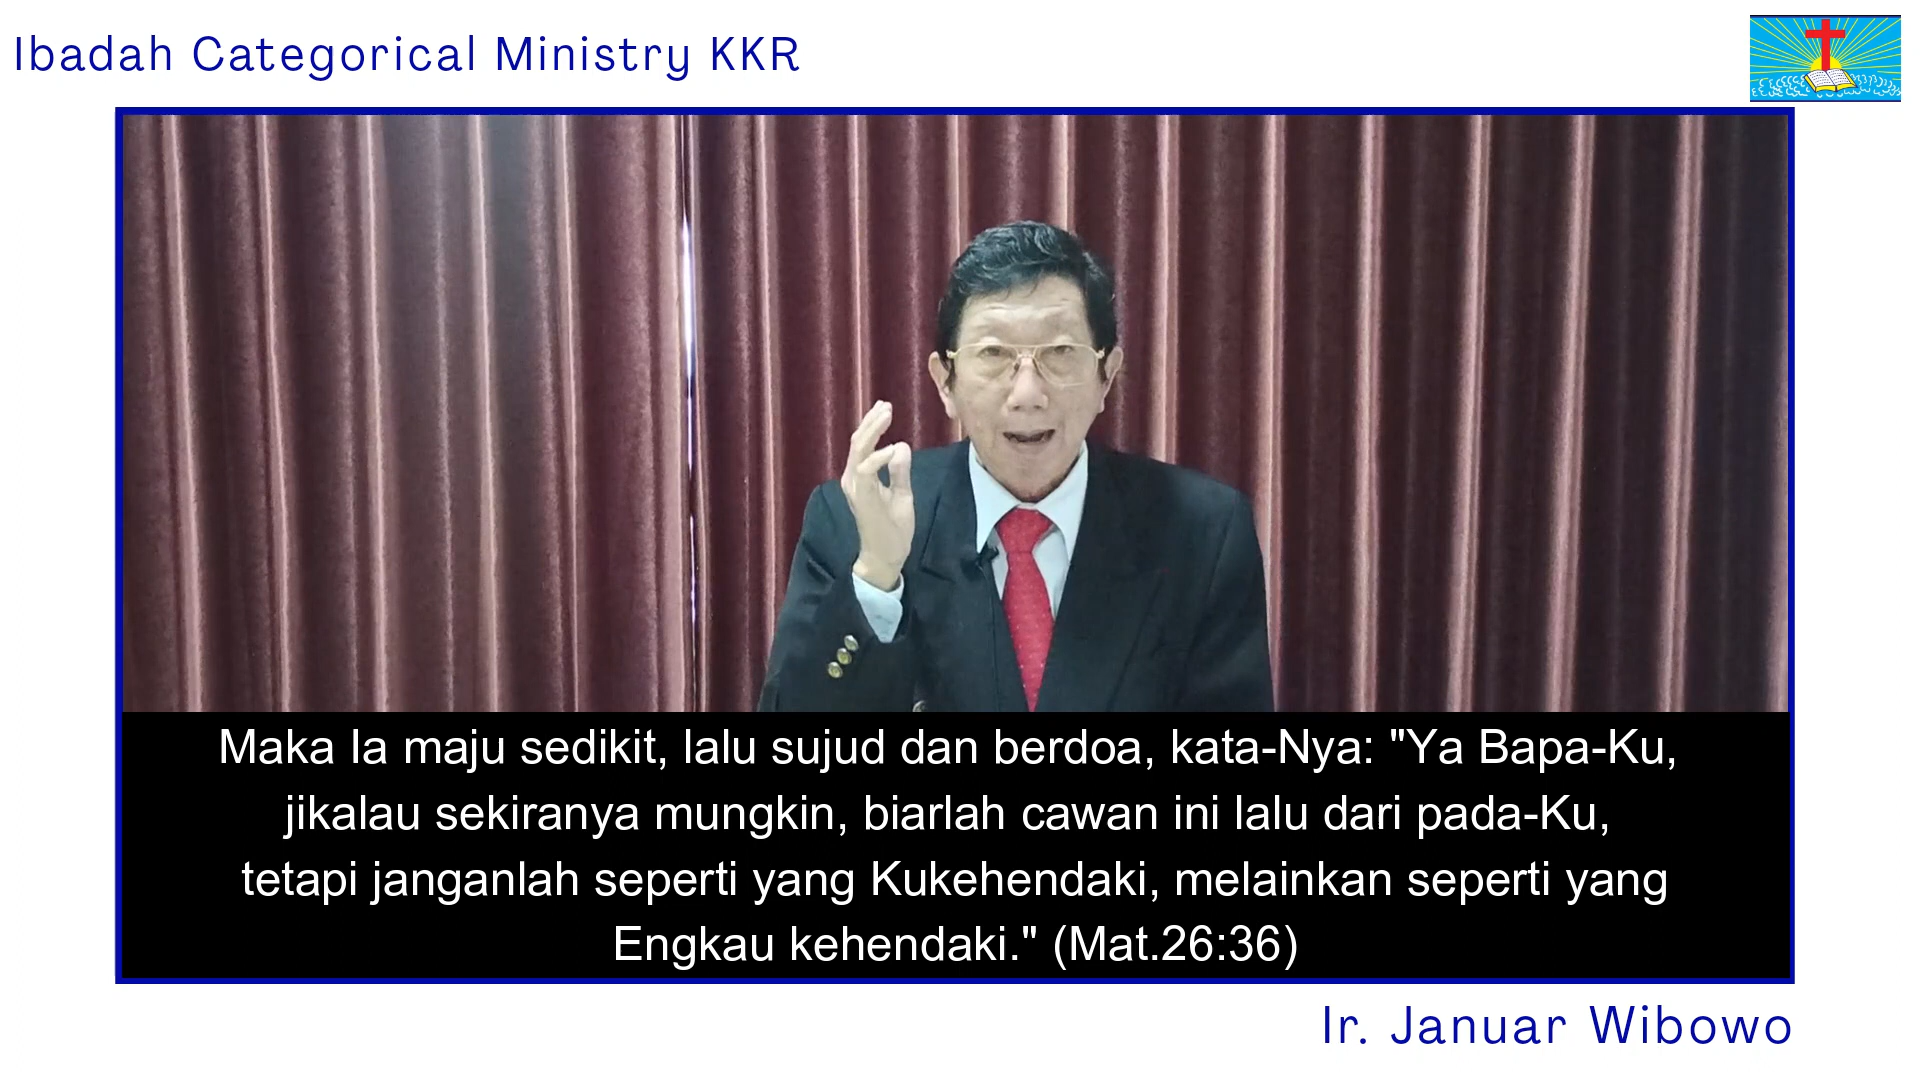 Ibadah Categorical Ministry KKR
Maka Ia maju sedikit, lalu sujud dan berdoa, kata-Nya: "Ya Bapa-Ku,
jikalau sekiranya mungkin, biarlah cawan ini lalu dari pada-Ku,
tetapi janganlah seperti yang Kukehendaki, melainkan seperti yang
Engkau kehendaki." (Mat.26:36)
Ir. Januar Wibowo